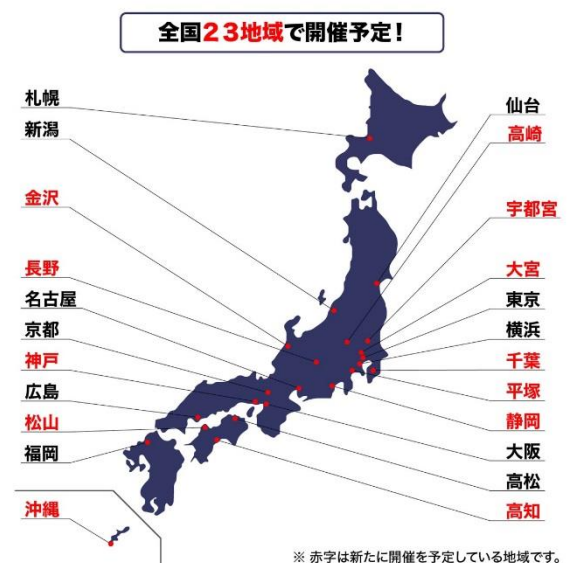 全国23地域で開催予定！
札幌
新潟
金沢
長野
名古屋
京都
神戸
広島
松山
福岡
沖縄
仙台
高崎
宇都宮
大宮
東京
横浜
千葉
平塚
静岡
大阪
高松
高知
※ 赤字は新たに開催を予定している地域です。